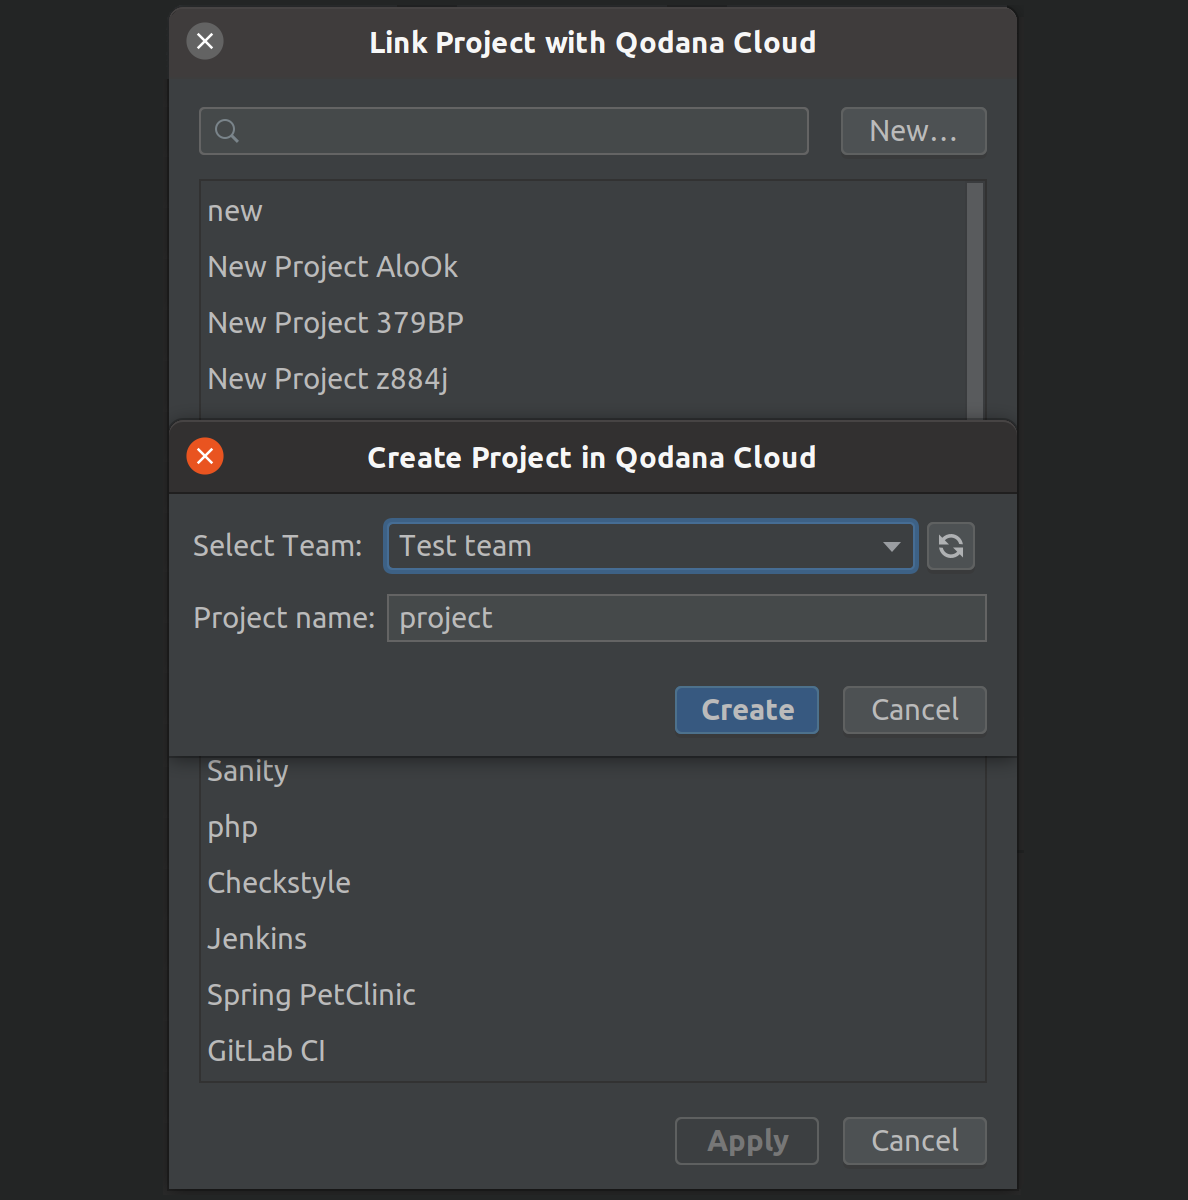 Link Project with Qodana Cloud
New...
new
New Project AloOk
New Project 379BP
New Project z884j
Create Project in Qodana Cloud
Select Team: Test team
Project name: project
Create Cancel
Sanity
php
Checkstyle
Jenkins
Spring PetClinic
GitLab CI
Apply Cancel